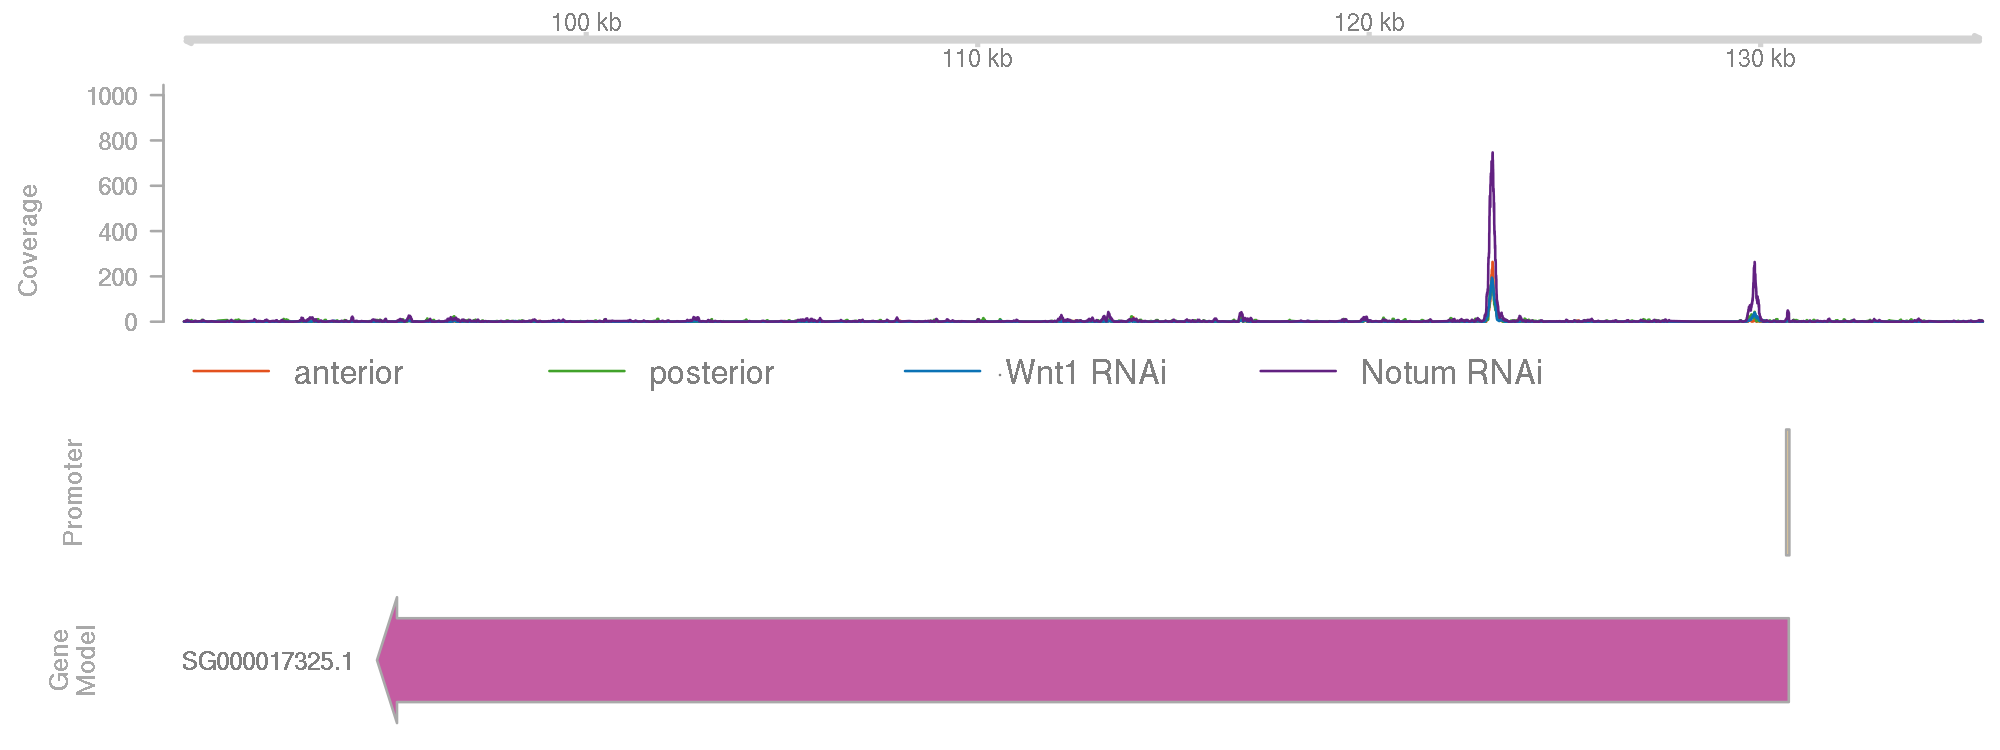 100 kb
120 kb
110 kb
130 kb
1000
800
600
400
200
0
Coverage
anterior
posterior
Wnt1 RNAi
Notum RNAi
Promoter
Gene
Model
SG000017325.1